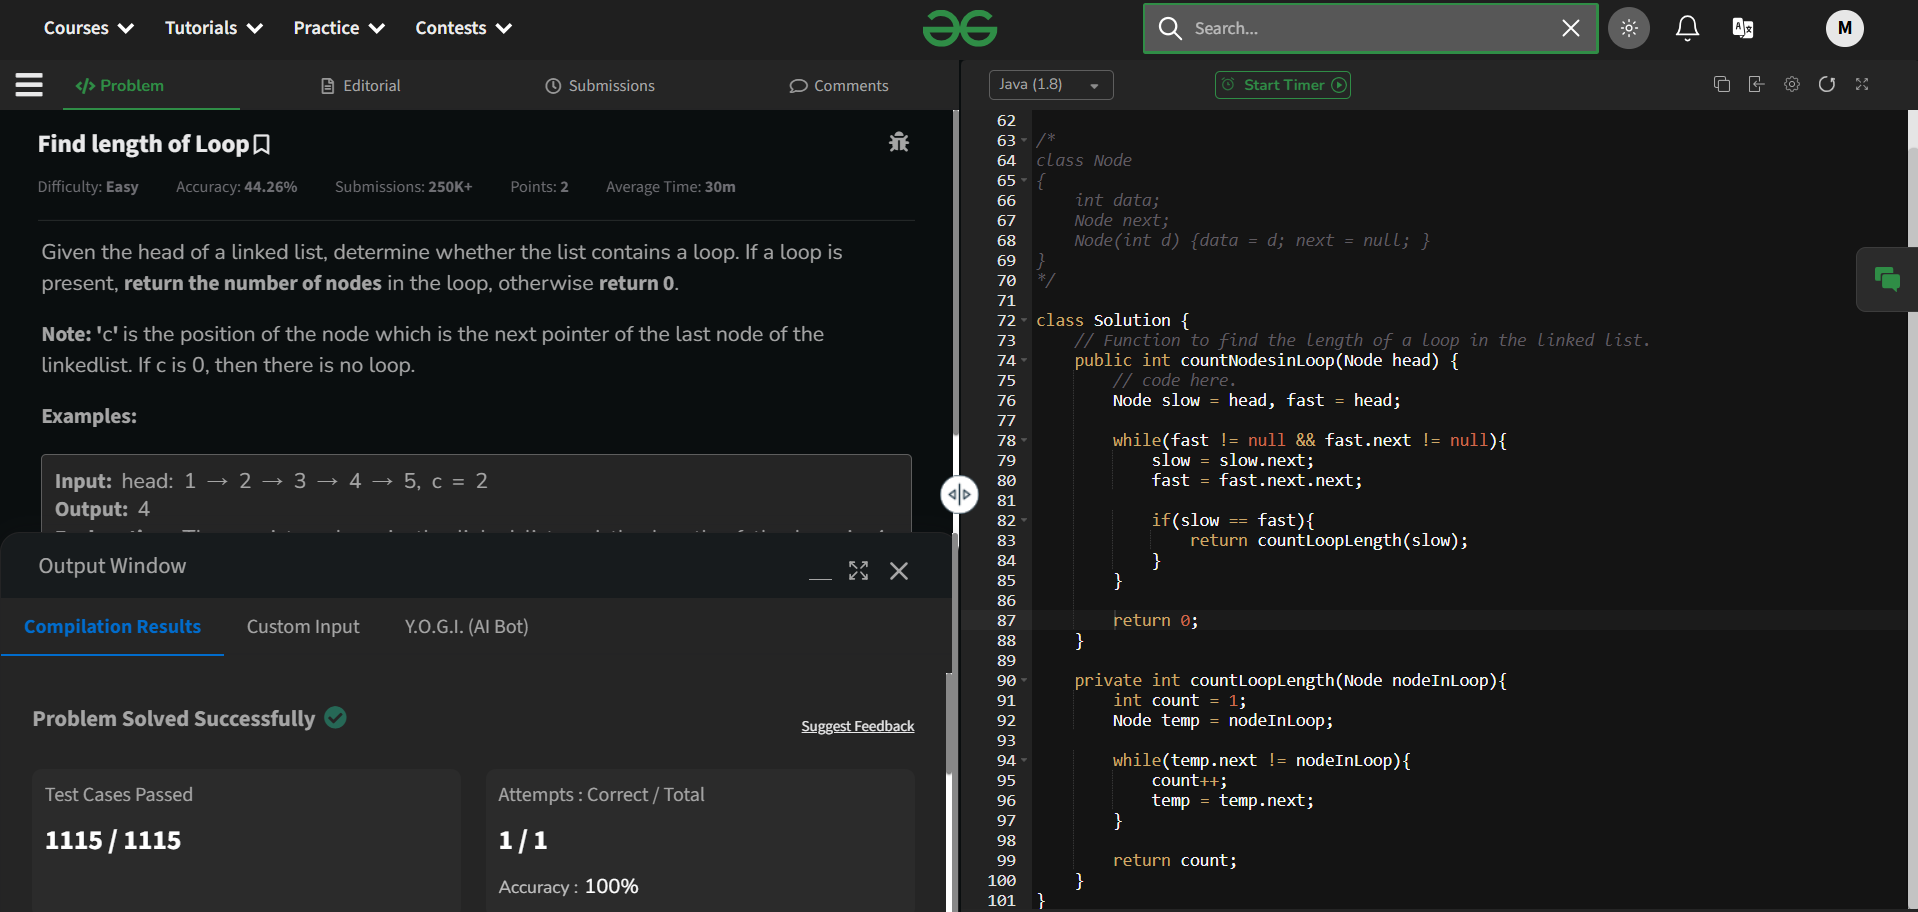 Courses Tutorials Practice Contests
Search...
M
</> Problem Editorial Submissions Comments
Java (1.8) Start Timer
Find length of Loop
Difficulty: Easy Accuracy: 44.26% Submissions: 250K+ Points: 2 Average Time: 30m
Given the head of a linked list, determine whether the list contains a loop. If a loop is
present, return the number of nodes in the loop, otherwise return 0.
Note: 'c' is the position of the node which is the next pointer of the last node of the
linkedlist. If c is 0, then there is no loop.
Examples:
Input: head: 1 → 2 → 3 → 4 → 5, c = 2
Output: 4
Output Window
Compilation Results Custom Input Y.O.G.I. (AI Bot)
Problem Solved Successfully
Suggest Feedback
Test Cases Passed
1115 / 1115
Attempts : Correct / Total
1 / 1
Accuracy : 100%
62
63 /*
64 class Node
65 {
66 int data;
67 Node next;
68 Node(int d) {data = d; next = null; }
69 }
70 */
71
72 class Solution {
73 // Function to find the length of a loop in the linked list.
74 public int countNodesinLoop(Node head) {
75 // code here.
76 Node slow = head, fast = head;
77
78 while(fast != null && fast.next != null){
79 slow = slow.next;
80 fast = fast.next.next;
81
82 if(slow == fast){
83 return countLoopLength(slow);
84 }
85 }
86
87 return 0;
88 }
89
90 private int countLoopLength(Node nodeInLoop){
91 int count = 1;
92 Node temp = nodeInLoop;
93
94 while(temp.next != nodeInLoop){
95 count++;
96 temp = temp.next;
97 }
98
99 return count;
100 }
101 }